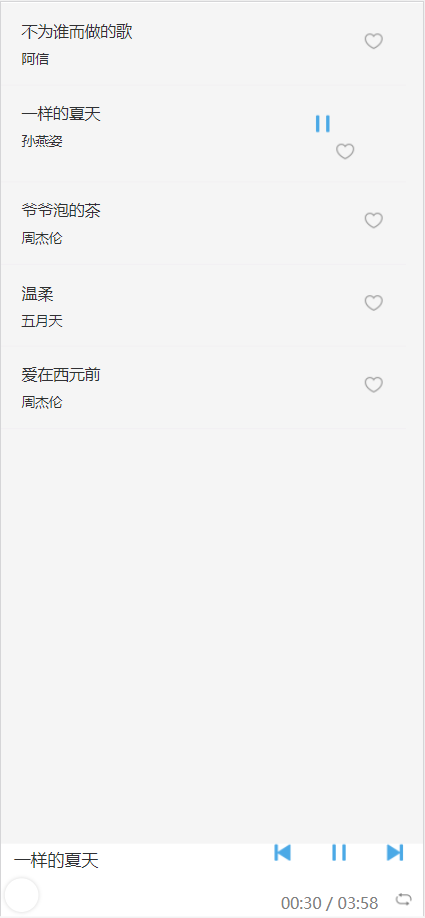 不为谁而做的歌
阿信
一样的夏天
孙燕姿
爷爷泡的茶
周杰伦
温柔
五月天
爱在西元前
周杰伦
一样的夏天
00:30 / 03:58